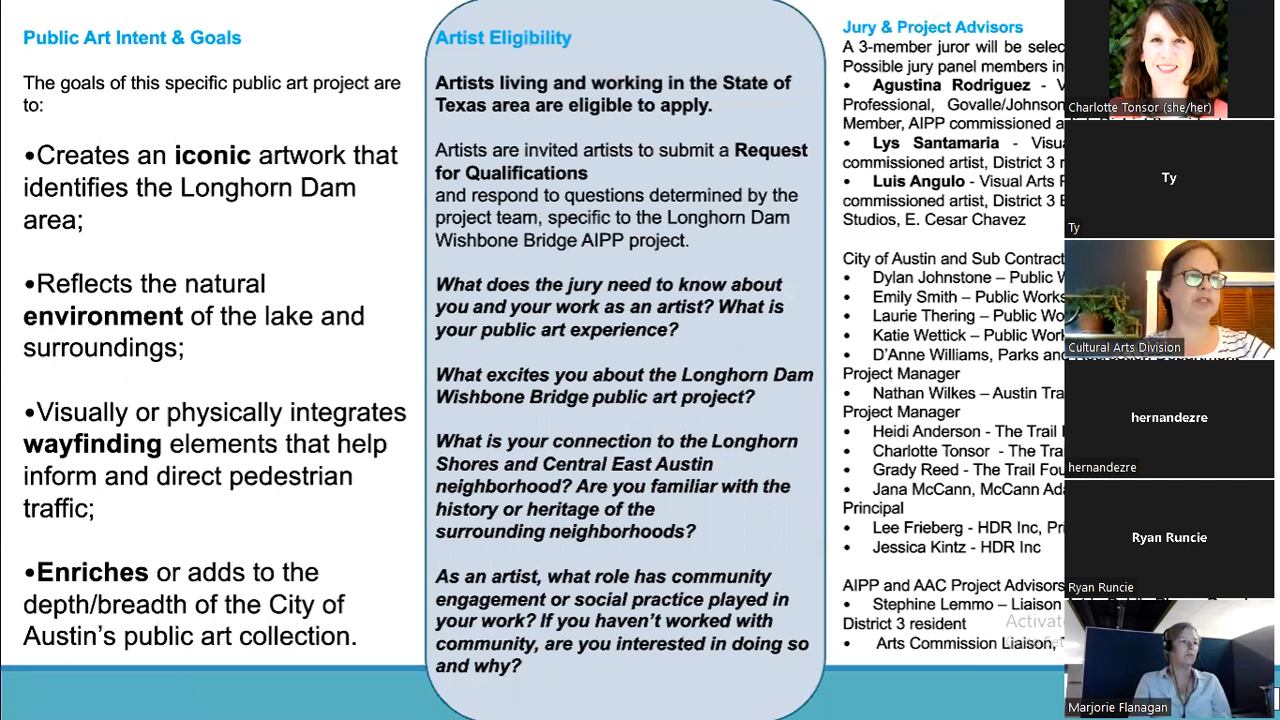 Public Art Intent & Goals
The goals of this specific public art project are
to:
•Creates an iconic artwork that
identifies the Longhorn Dam
area;
•Reflects the natural
environment of the lake and
surroundings;
•Visually or physically integrates
wayfinding elements that help
inform and direct pedestrian
traffic;
•Enriches or adds to the
depth/breadth of the City of
Austin’s public art collection.
Artist Eligibility
Artists living and working in the State of
Texas area are eligible to apply.
Artists are invited artists to submit a Request
for Qualifications
and respond to questions determined by the
project team, specific to the Longhorn Dam
Wishbone Bridge AIPP project.
What does the jury need to know about
you and your work as an artist? What is
your public art experience?
What excites you about the Longhorn Dam
Wishbone Bridge public art project?
What is your connection to the Longhorn
Shores and Central East Austin
neighborhood? Are you familiar with the
history or heritage of the
surrounding neighborhoods?
As an artist, what role has community
engagement or social practice played in
your work? If you haven’t worked with
community, are you interested in doing so
and why?
Jury & Project Advisors
A 3-member juror will be selec
Possible jury panel members in
• Agustina Rodriguez - V
Professional, Govalle/Johnson
Member, AIPP commissioned a
• Lys Santamaria - Visua
commissioned artist, District 3 r
• Luis Angulo - Visual Arts
commissioned artist, District 3 E
Studios, E. Cesar Chavez
City of Austin and Sub Contract
• Dylan Johnstone – Public W
• Emily Smith – Public Works
• Laurie Thering – Public Wo
• Katie Wettick – Public Work
• D’Anne Williams, Parks and
Project Manager
• Nathan Wilkes – Austin Tra
Project Manager
• Heidi Anderson - The Trail
• Charlotte Tonsor - The Tra
• Grady Reed - The Trail Fou
• Jana McCann, McCann Ada
Principal
• Lee Frieberg - HDR Inc, Pri
• Jessica Kintz - HDR Inc
AIPP and AAC Project Advisors
• Stephine Lemmo – Liaison
District 3 resident
• Arts Commission Liaison,
Activat
Charlotte Tonsor (she/her)
Ty
Ty
Cultural Arts Division
hernandezre
hernandezre
Ryan Runcie
Ryan Runcie
Marjorie Flanagan